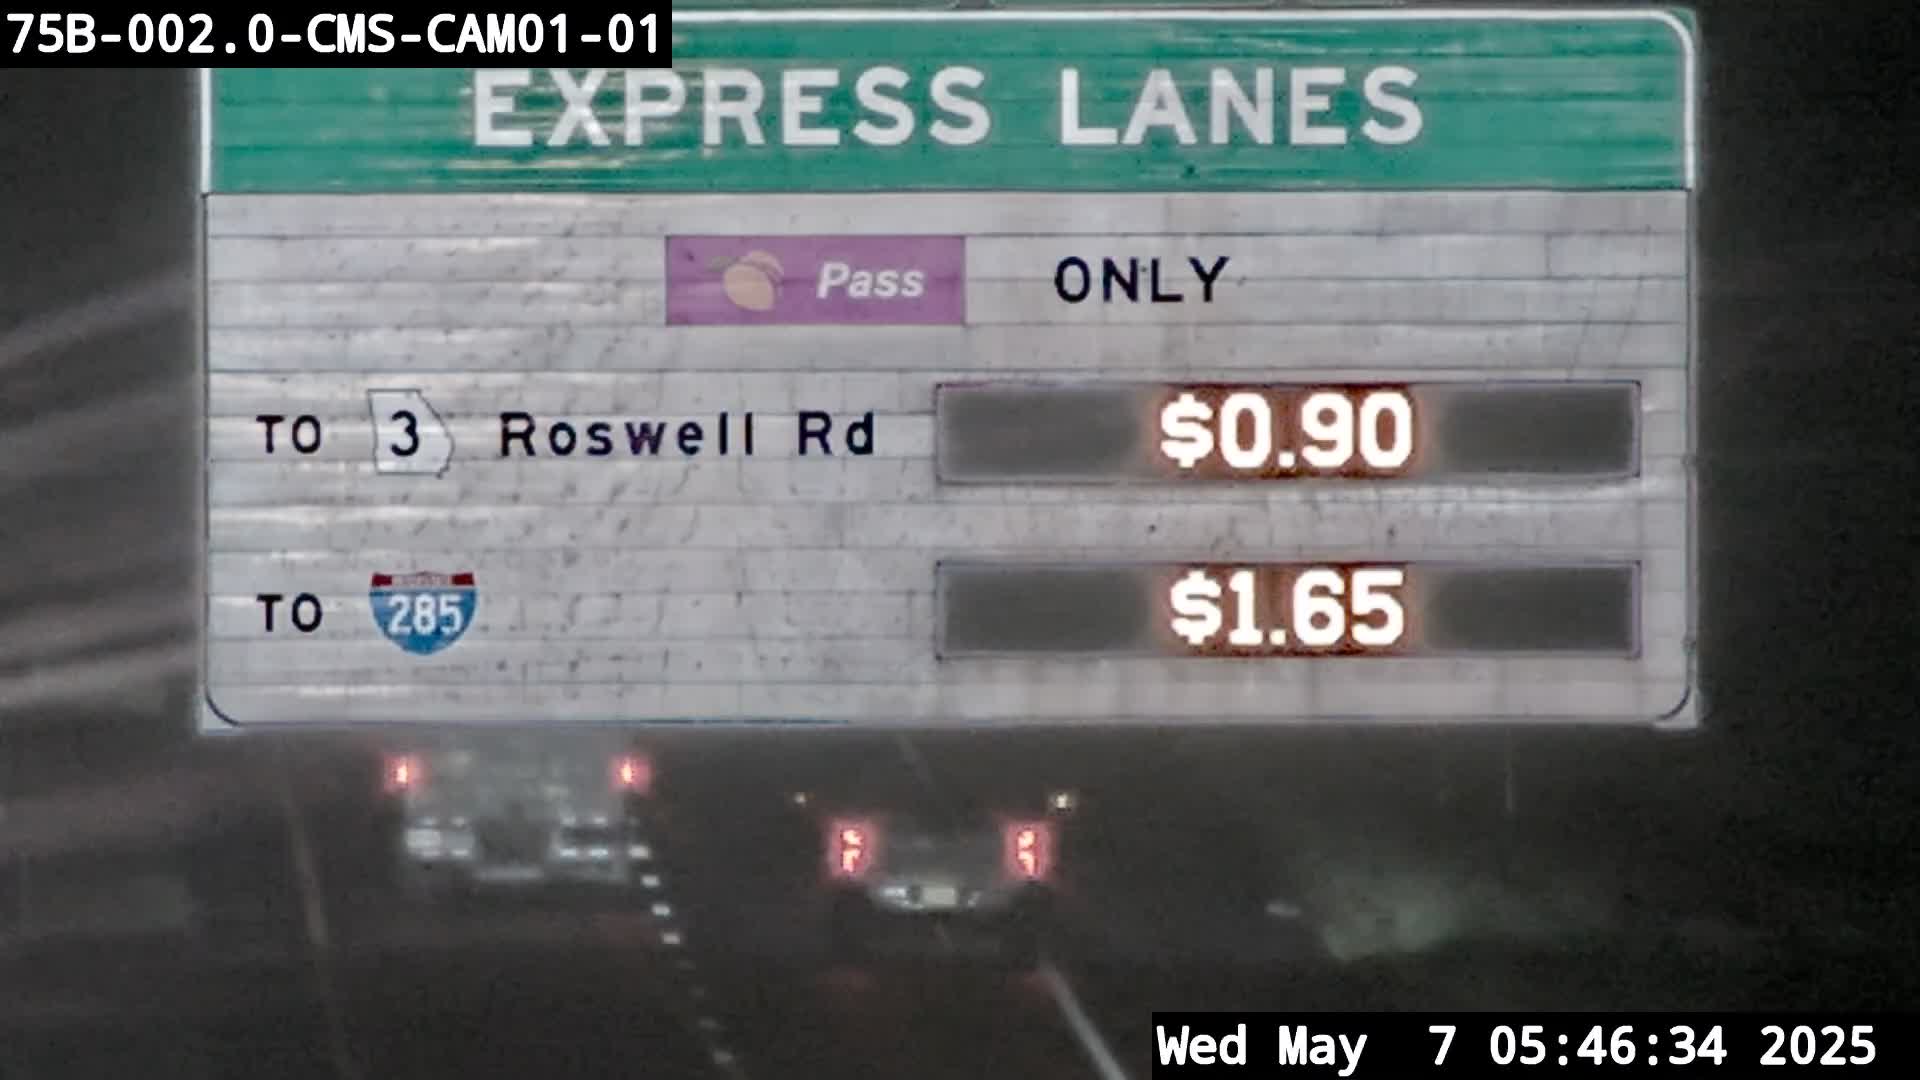 75B-002.0-CMS-CAM01-01
EXPRESS LANES
Pass ONLY
TO 3 Roswell Rd $0.90
TO 285 $1.65
Wed May 7 05:46:34 2025